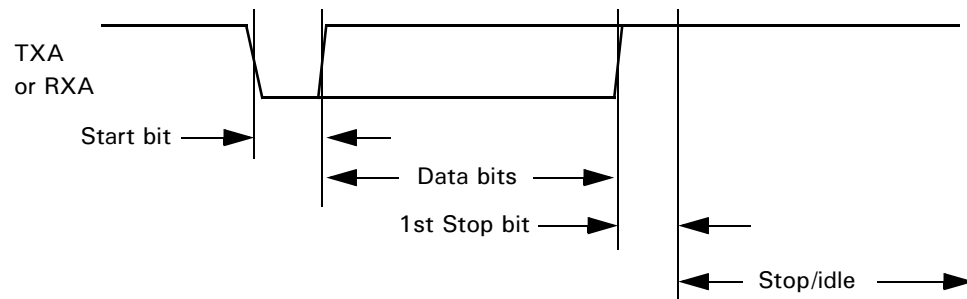 TXA
or RXA
Start bit
Data bits
1st Stop bit
Stop/idle